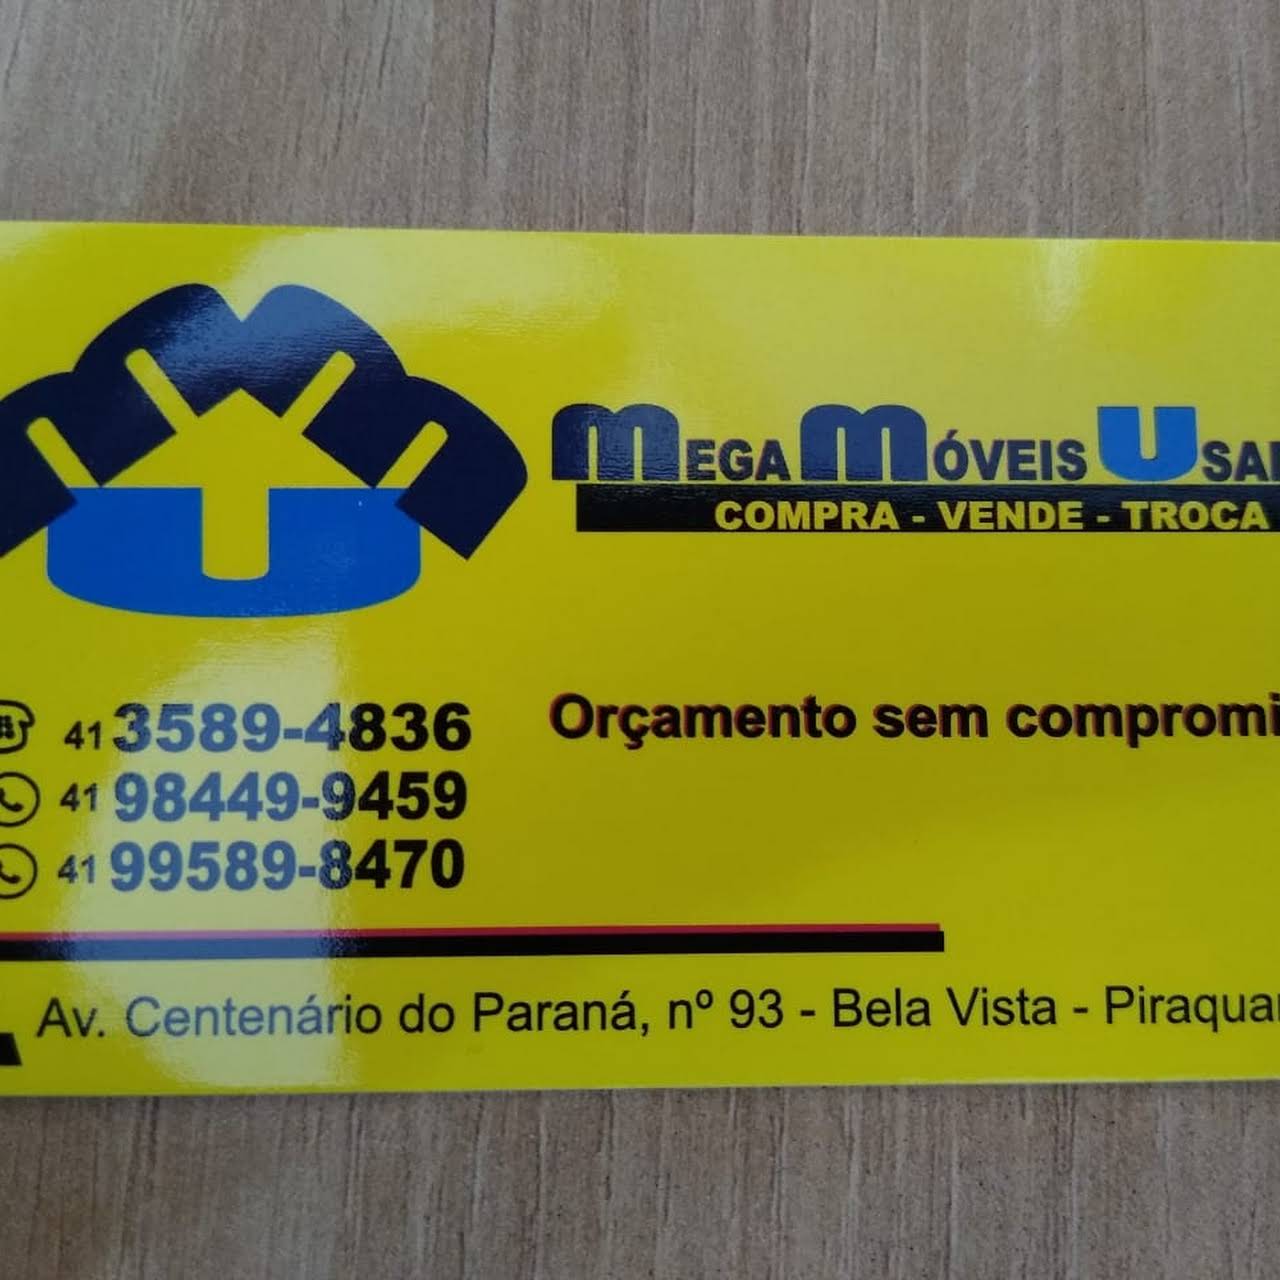 MEGA MÓVEIS USA
COMPRA - VENDE - TROCA
41 3589-4836
Orçamento sem compromi
41 98449-9459
41 99589-8470
Av. Centenário do Paraná, nº 93 - Bela Vista - Piraqua